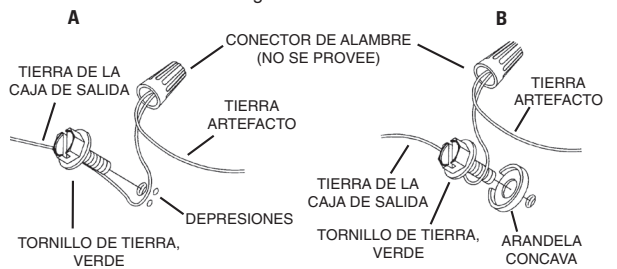 A
B
CONECTOR DE ALAMBRE
(NO SE PROVEE)
TIERRA DE LA
CAJA DE SALIDA
TIERRA
ARTEFACTO
TIERRA
ARTEFACTO
DEPRESIONES
TIERRA DE LA
CAJA DE SALIDA
TORNILLO DE TIERRA,
VERDE
TORNILLO DE TIERRA,
VERDE
ARANDELA
CONCAVA